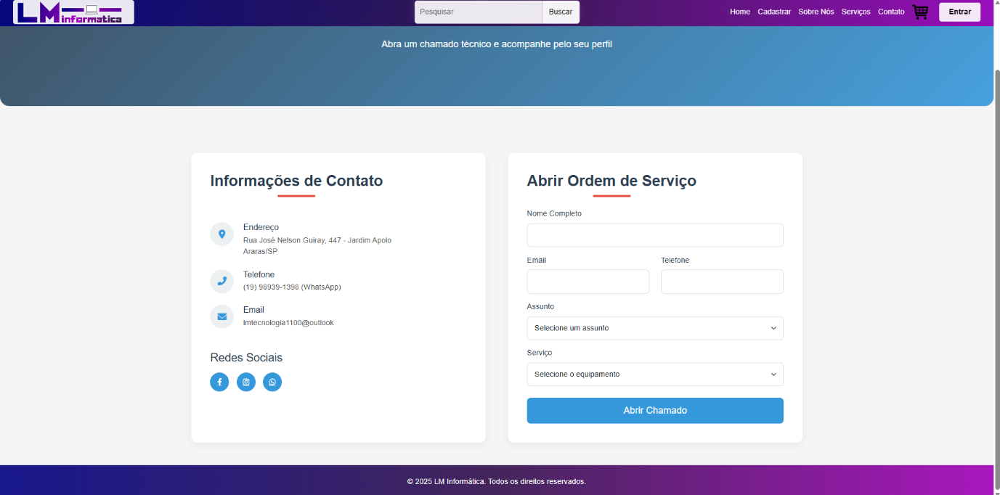 LM informatica
Pesquisar
Buscar
Home Cadastrar Sobre Nós Serviços Contato
Entrar
Abra um chamado técnico e acompanhe pelo seu perfil
Informações de Contato
Endereço
Rua José Nelson Guiray, 447 - Jardim Apolo
Araras/SP
Telefone
(19) 98939-1398 (WhatsApp)
Email
lmtecnologia1100@outlook
Redes Sociais
Abrir Ordem de Serviço
Nome Completo
Email Telefone
Assunto
Selecione um assunto
Serviço
Selecione o equipamento
Abrir Chamado
© 2025 LM Informática. Todos os direitos reservados.